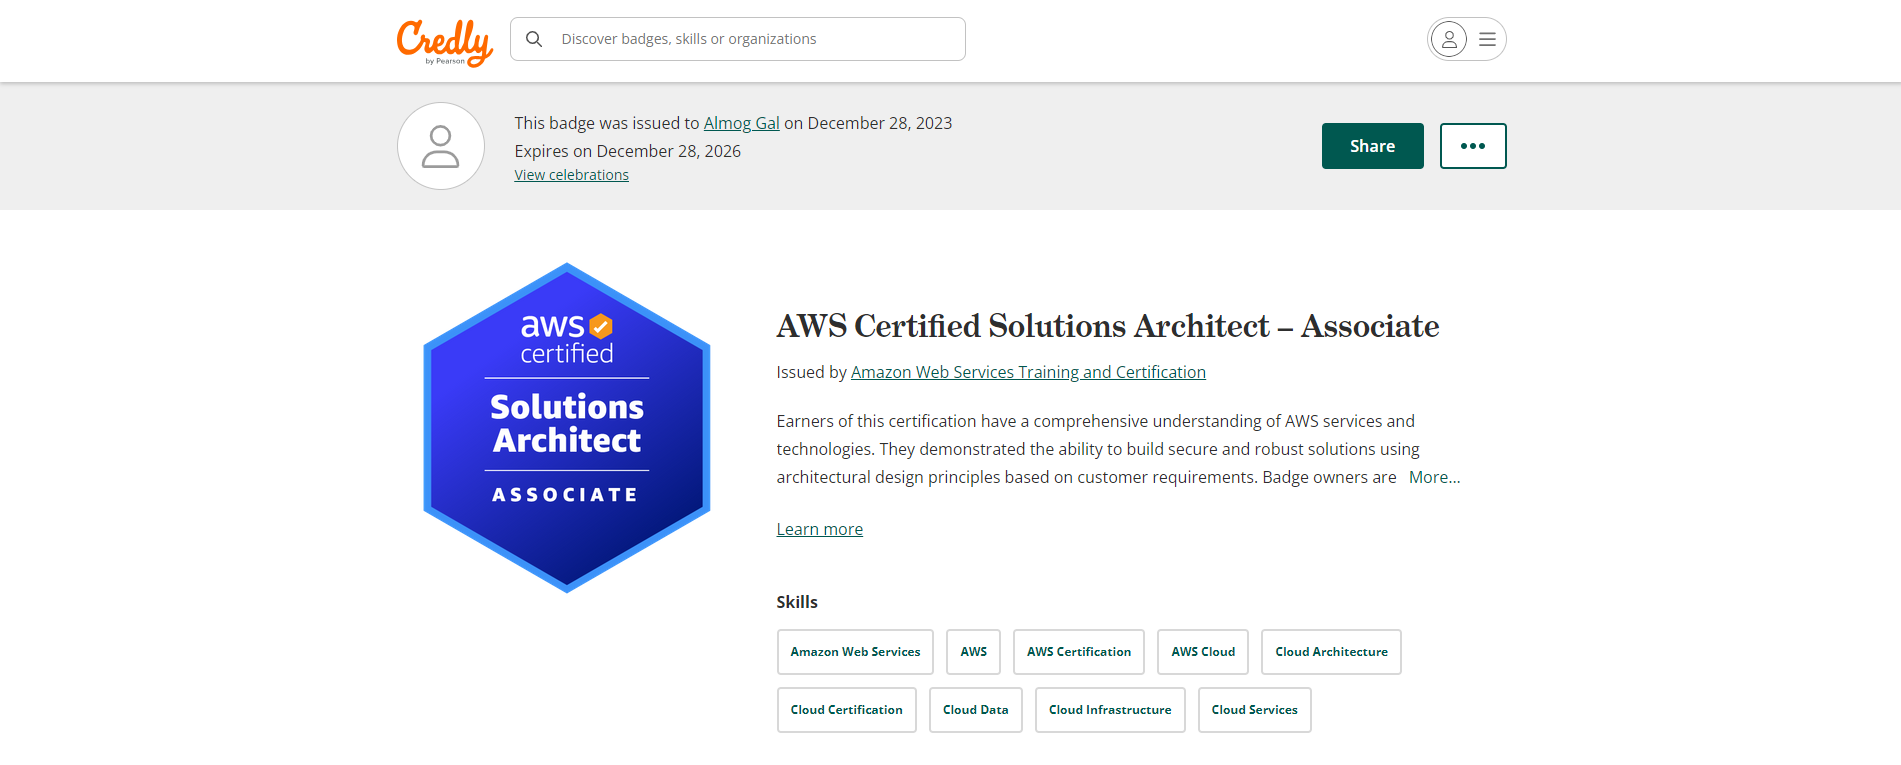 Credly
by Pearson
Discover badges, skills or organizations
This badge was issued to Almog Gal on December 28, 2023
Expires on December 28, 2026
View celebrations
Share
aws
certified
Solutions
Architect
ASSOCIATE
AWS Certified Solutions Architect – Associate
Issued by Amazon Web Services Training and Certification
Earners of this certification have a comprehensive understanding of AWS services and
technologies. They demonstrated the ability to build secure and robust solutions using
architectural design principles based on customer requirements. Badge owners are More...
Learn more
Skills
Amazon Web Services AWS AWS Certification AWS Cloud Cloud Architecture
Cloud Certification Cloud Data Cloud Infrastructure Cloud Services